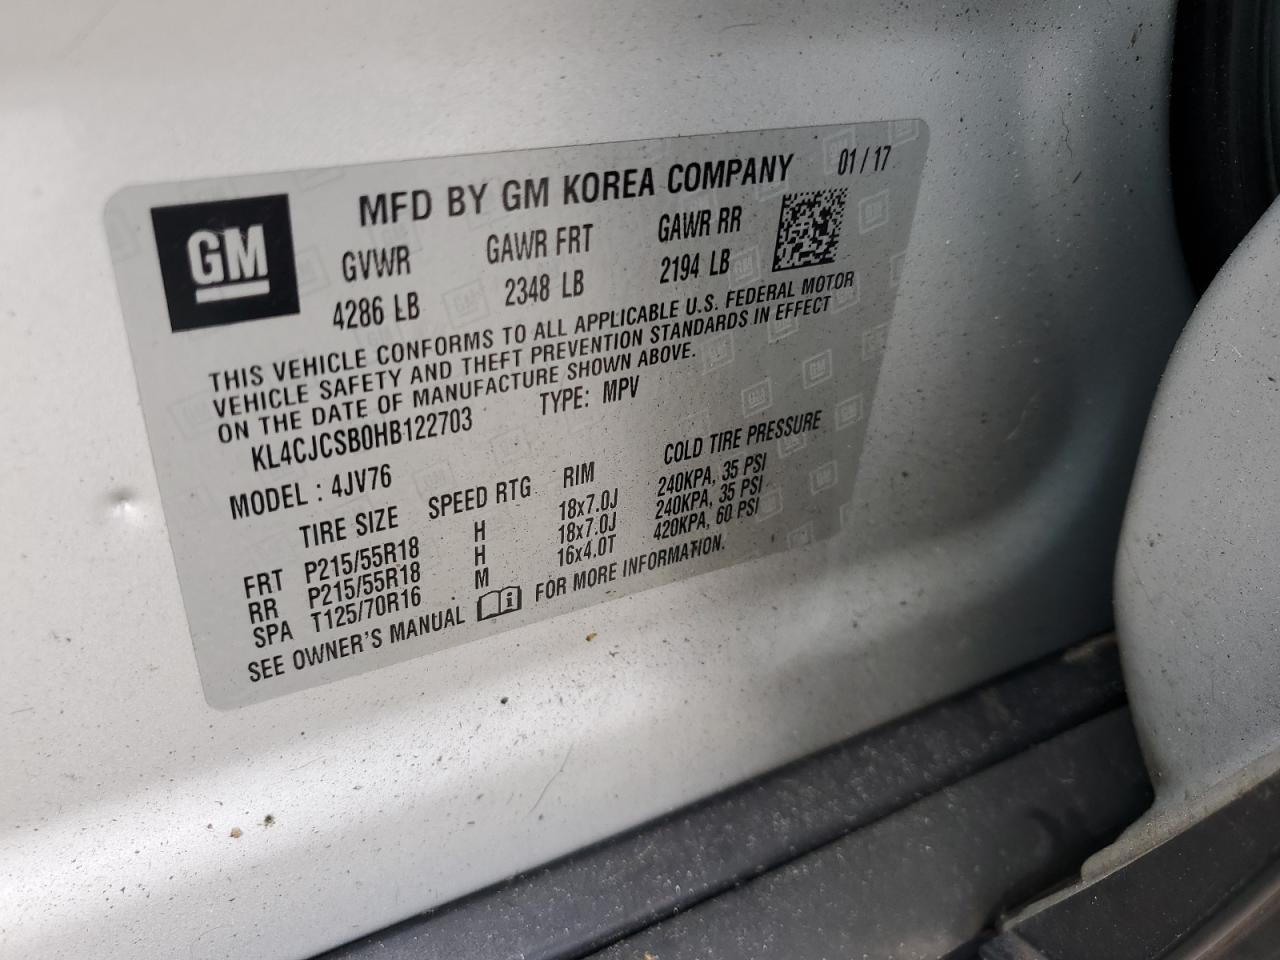 GM
MFD BY GM KOREA COMPANY 01 / 17
GVWR GAWR FRT GAWR RR
4286 LB 2348 LB 2194 LB
THIS VEHICLE CONFORMS TO ALL APPLICABLE U.S. FEDERAL MOTOR
VEHICLE SAFETY AND THEFT PREVENTION STANDARDS IN EFFECT
ON THE DATE OF MANUFACTURE SHOWN ABOVE.
KL4CJCSB0HB122703 TYPE: MPV
MODEL : 4JV76
TIRE SIZE SPEED RTG RIM COLD TIRE PRESSURE
FRT P215/55R18 H 18x7.0J 240KPA, 35 PSI
RR P215/55R18 H 18x7.0J 240KPA, 35 PSI
SPA T125/70R16 M 16x4.0T 420KPA, 60 PSI
SEE OWNER'S MANUAL FOR MORE INFORMATION.